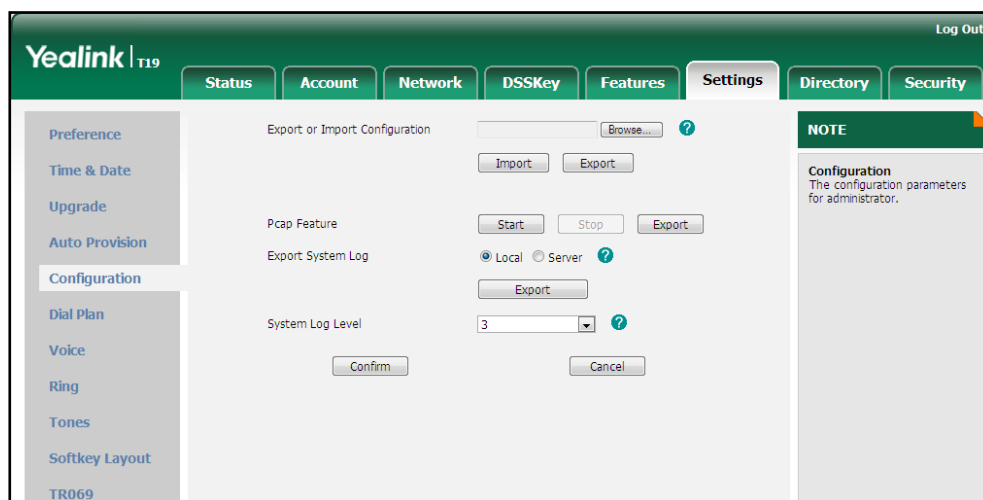 Log Out
Yealink | T19
Status Account Network DSSKey Features Settings Directory Security
Preference
Time & Date
Upgrade
Auto Provision
Configuration
Dial Plan
Voice
Ring
Tones
Softkey Layout
TR069
Export or Import Configuration Browse... ?
Import Export
Pcap Feature Start Stop Export
Export System Log Local Server ?
Export
System Log Level 3 ?
Confirm Cancel
NOTE
Configuration
The configuration parameters
for administrator.